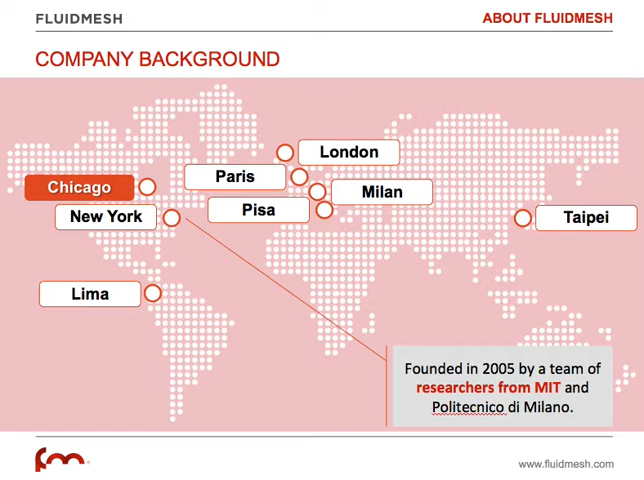 FLUIDMESH
ABOUT FLUIDMESH
COMPANY BACKGROUND
London
Paris
Chicago
Milan
New York
Pisa
Taipei
Lima
Founded in 2005 by a team of
researchers from MIT and
Politecnico di Milano.
fm
www.fluidmesh.com